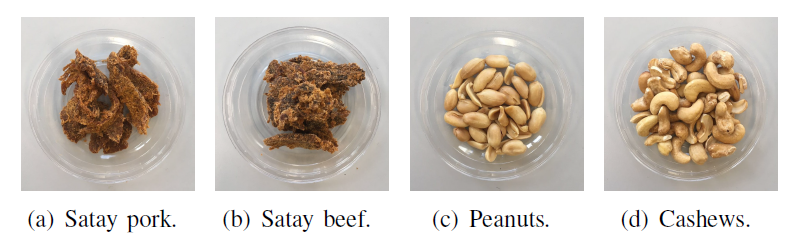 (a) Satay pork.
(b) Satay beef.
(c) Peanuts.
(d) Cashews.